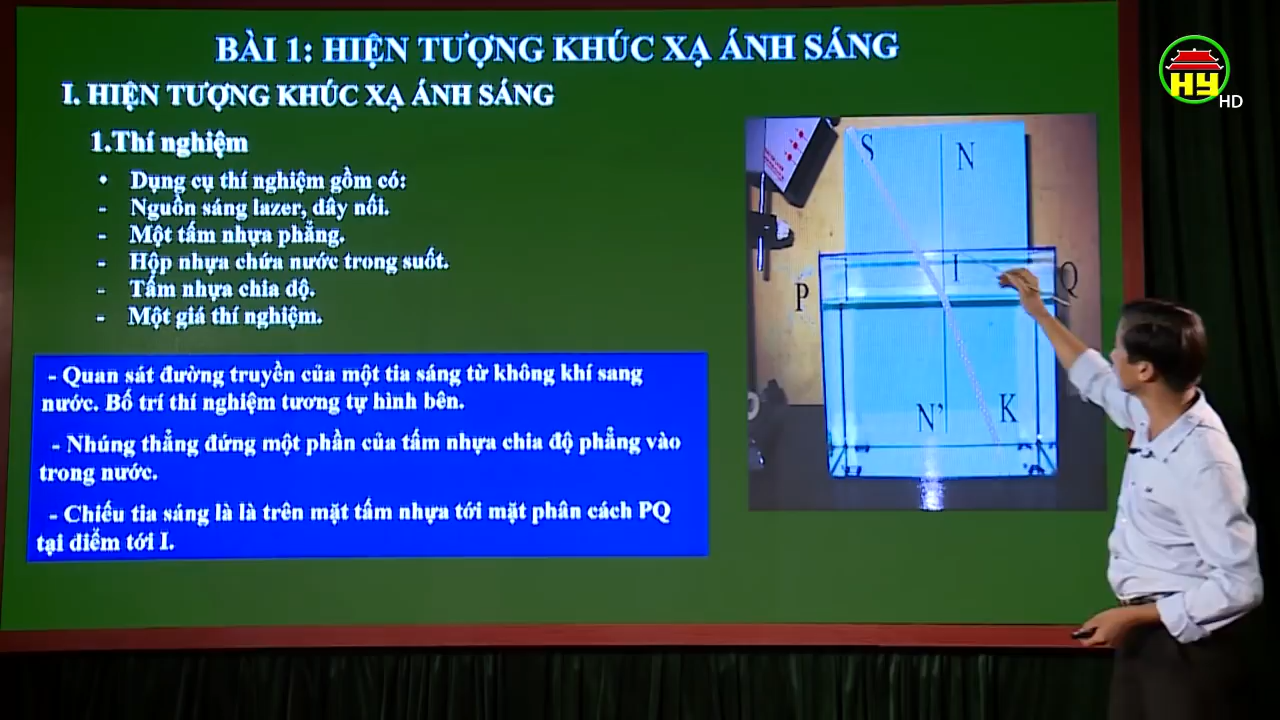 BÀI 1: HIỆN TƯỢNG KHÚC XẠ ÁNH SÁNG
I. HIỆN TƯỢNG KHÚC XẠ ÁNH SÁNG
1.Thí nghiệm
• Dụng cụ thí nghiệm gồm có:
- Nguồn sáng lazer, dây nối.
- Một tấm nhựa phẳng.
- Hộp nhựa chứa nước trong suốt.
- Tấm nhựa chia độ.
- Một giá thí nghiệm.
- Quan sát đường truyền của một tia sáng từ không khí sang
nước. Bố trí thí nghiệm tương tự hình bên.
- Nhúng thẳng đứng một phần của tấm nhựa chia độ phẳng vào
trong nước.
- Chiếu tia sáng là là trên mặt tấm nhựa tới mặt phân cách PQ
tại điểm tới I.
S
N
I
P
Q
N'
K
HY
HD